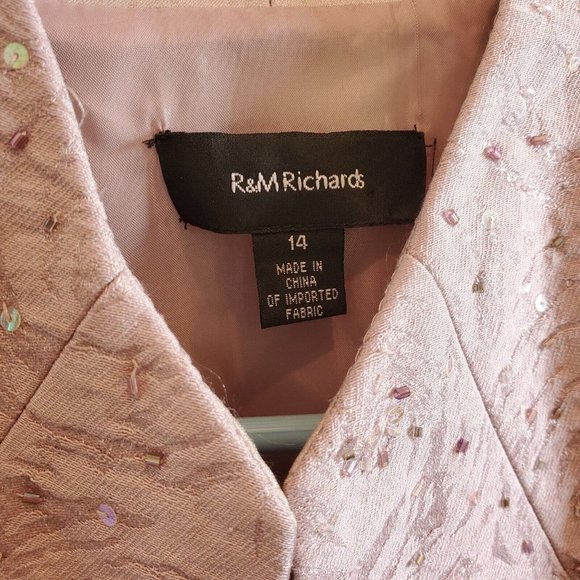 R&M Richards
14
MADE IN
CHINA
OF IMPORTED
FABRIC